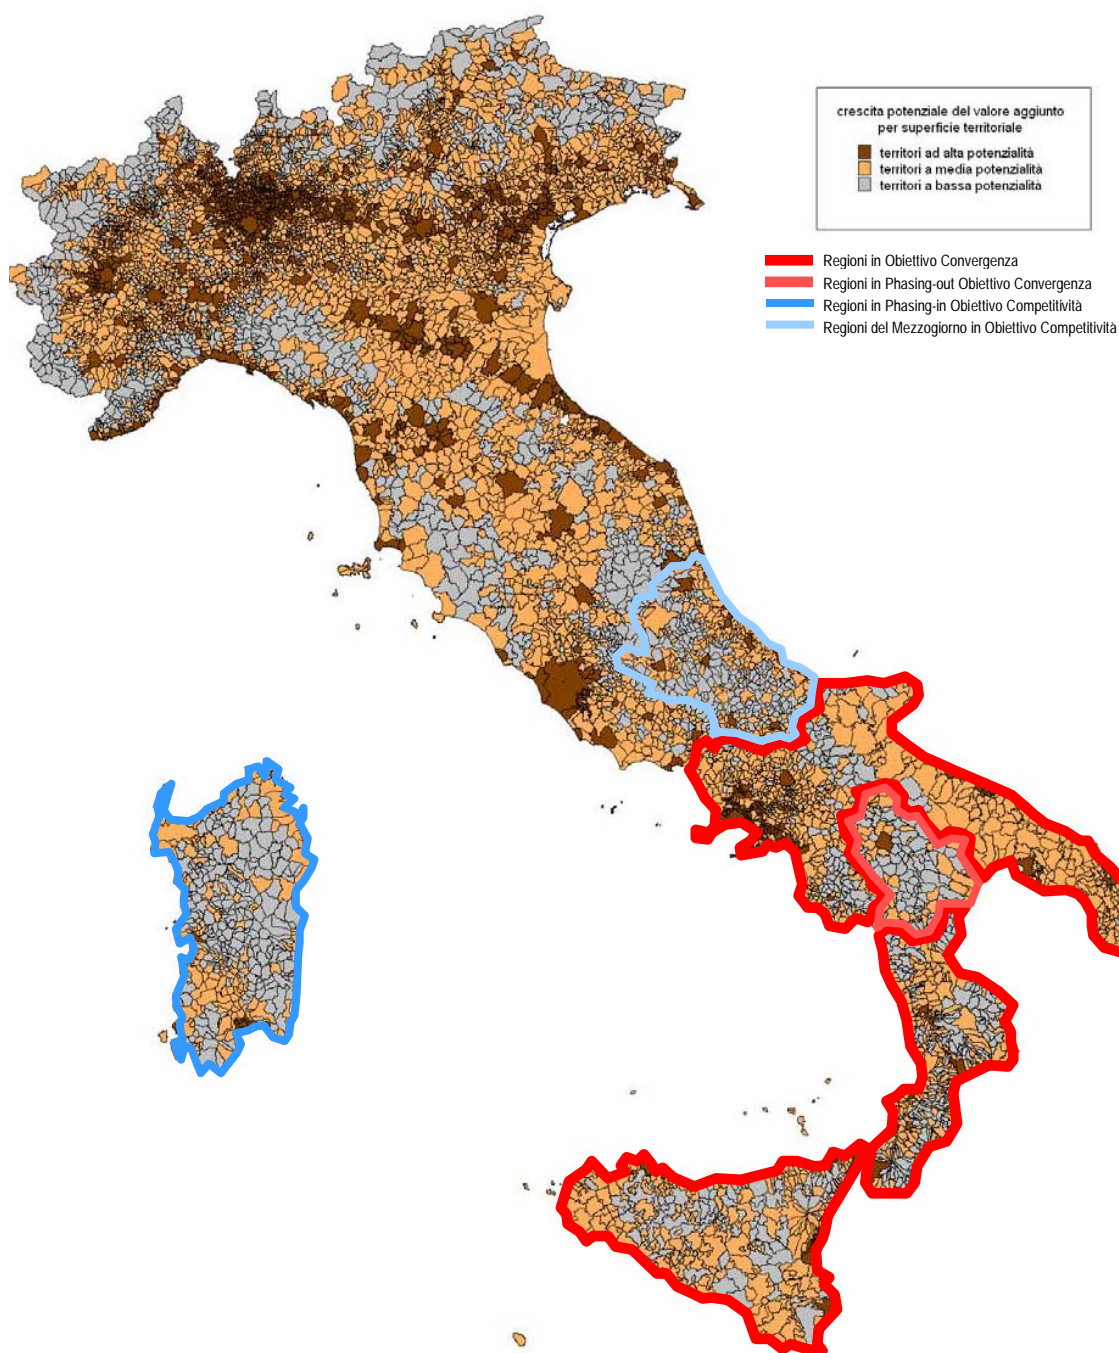 crescita potenziale del valore aggiunto
per superficie territoriale
territori ad alta potenzialità
territori a media potenzialità
territori a bassa potenzialità
Regioni in Obiettivo Convergenza
Regioni in Phasing-out Obiettivo Convergenza
Regioni in Phasing-in Obiettivo Competitività
Regioni del Mezzogiorno in Obiettivo Competitività